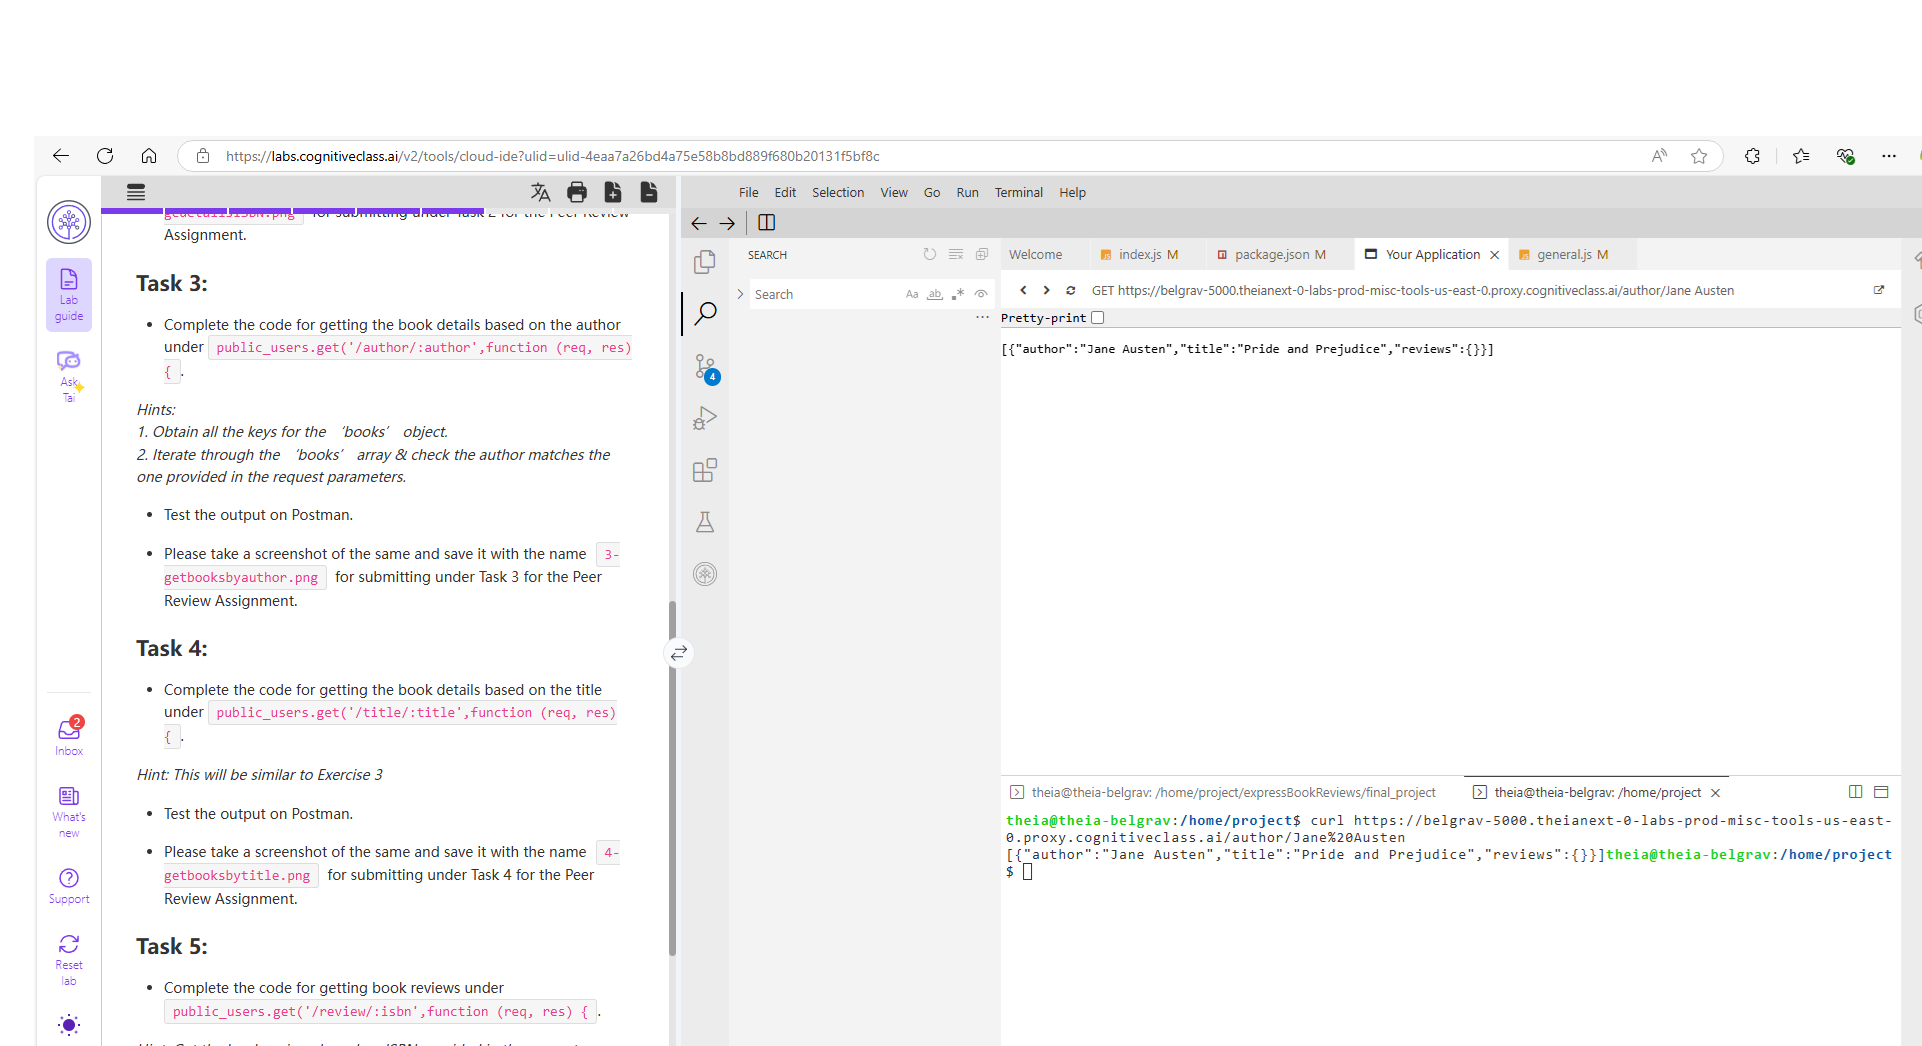 https://labs.cognitiveclass.ai/v2/tools/cloud-ide?ulid=ulid-4eaa7a26bd4a75e58b8bd889f680b20131f5bf8c
Lab
guide
Ask
Tai
2
Inbox
What's
new
Support
Reset
lab
for submitting under Task 2 for the Peer Review
Assignment.
Task 3:
• Complete the code for getting the book details based on the author
under public_users.get('/author/:author',function (req, res)
{ .
Hints:
1. Obtain all the keys for the ‘books’ object.
2. Iterate through the ‘books’ array & check the author matches the
one provided in the request parameters.
• Test the output on Postman.
• Please take a screenshot of the same and save it with the name 3-
getbooksbyauthor.png for submitting under Task 3 for the Peer
Review Assignment.
Task 4:
• Complete the code for getting the book details based on the title
under public_users.get('/title/:title',function (req, res)
{ .
Hint: This will be similar to Exercise 3
• Test the output on Postman.
• Please take a screenshot of the same and save it with the name 4-
getbooksbytitle.png for submitting under Task 4 for the Peer
Review Assignment.
Task 5:
• Complete the code for getting book reviews under
public_users.get('/review/:isbn',function (req, res) { .
File Edit Selection View Go Run Terminal Help
SEARCH
Search
Aa ab .*
...
4
Welcome index.js M package.json M Your Application general.js M
GET https://belgrav-5000.theianext-0-labs-prod-misc-tools-us-east-0.proxy.cognitiveclass.ai/author/Jane Austen
Pretty-print
[{"author":"Jane Austen","title":"Pride and Prejudice","reviews":{}}]
theia@theia-belgrav: /home/project/expressBookReviews/final_project theia@theia-belgrav: /home/project
theia@theia-belgrav:/home/project$ curl https://belgrav-5000.theianext-0-labs-prod-misc-tools-us-east-
0.proxy.cognitiveclass.ai/author/Jane%20Austen
[{"author":"Jane Austen","title":"Pride and Prejudice","reviews":{}}]theia@theia-belgrav:/home/project
$